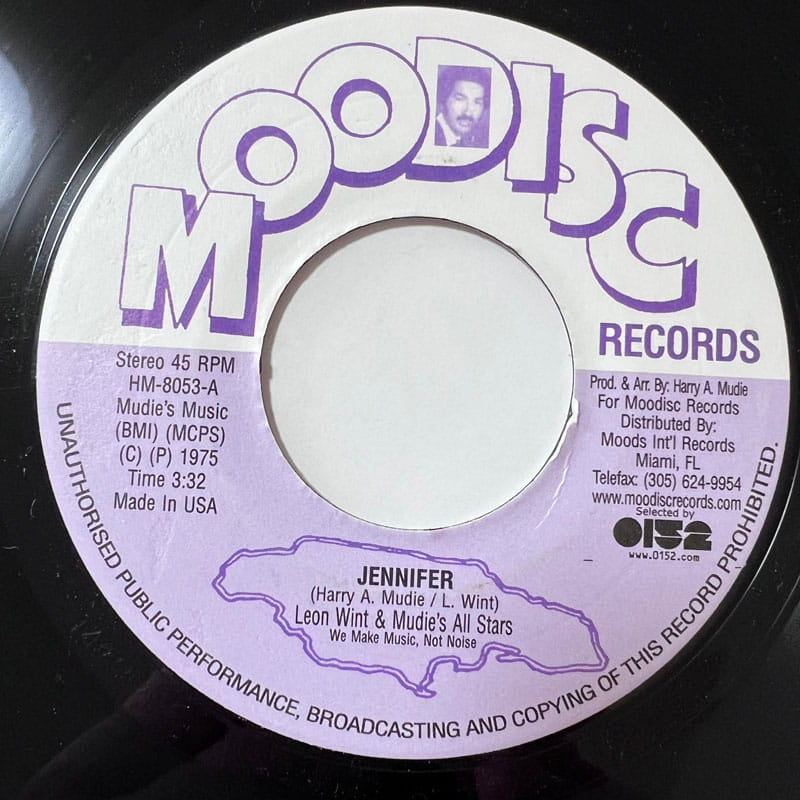 MOODISC
RECORDS
Stereo 45 RPM
HM-8053-A
Mudie's Music
(BMI) (MCPS)
(C) (P) 1975
Time 3:32
Made In USA
Prod. & Arr. By: Harry A. Mudie
For Moodisc Records
Distributed By:
Moods Int'l Records
Miami, FL
Telefax: (305) 624-9954
www.moodiscrecords.com
Selected by
0152
www.0152.com
JENNIFER
(Harry A. Mudie / L. Wint)
Leon Wint & Mudie's All Stars
We Make Music, Not Noise
UNAUTHORISED PUBLIC PERFORMANCE, BROADCASTING AND COPYING OF THIS RECORD PROHIBITED.